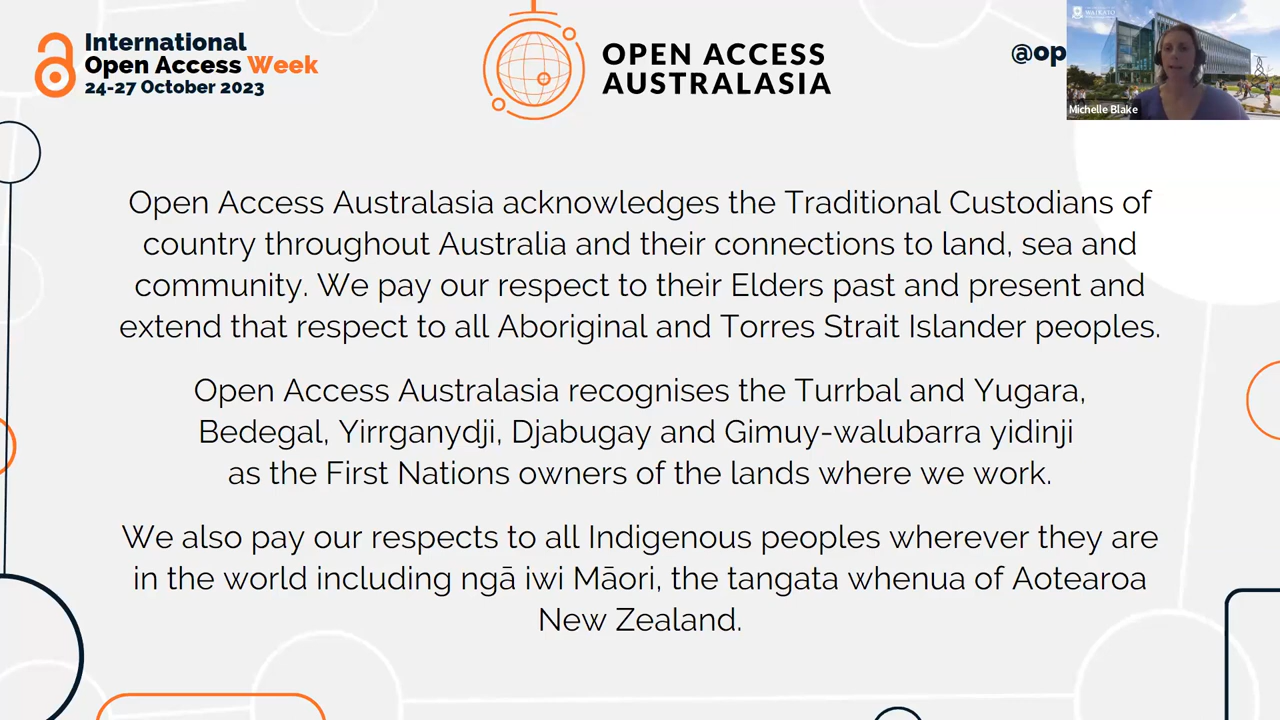 International
Open Access Week
24-27 October 2023
OPEN ACCESS
AUSTRALASIA
@op
WAIKATO
Michelle Blake
Open Access Australasia acknowledges the Traditional Custodians of
country throughout Australia and their connections to land, sea and
community. We pay our respect to their Elders past and present and
extend that respect to all Aboriginal and Torres Strait Islander peoples.
Open Access Australasia recognises the Turrbal and Yugara,
Bedegal, Yirrganydji, Djabugay and Gimuy-walubarra yidinji
as the First Nations owners of the lands where we work.
We also pay our respects to all Indigenous peoples wherever they are
in the world including ngā iwi Māori, the tangata whenua of Aotearoa
New Zealand.